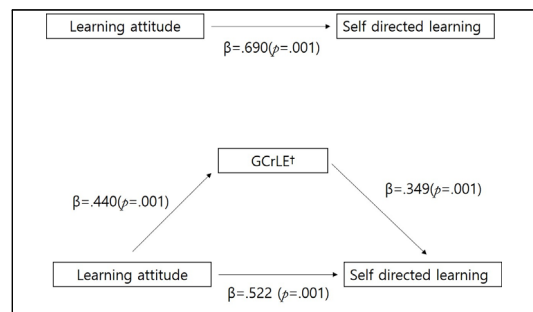 Learning attitude
Self directed learning
β=.690(p=.001)
GCrLE†
β=.440(p=.001)
β=.349(p=.001)
Learning attitude
Self directed learning
β=.522 (p=.001)